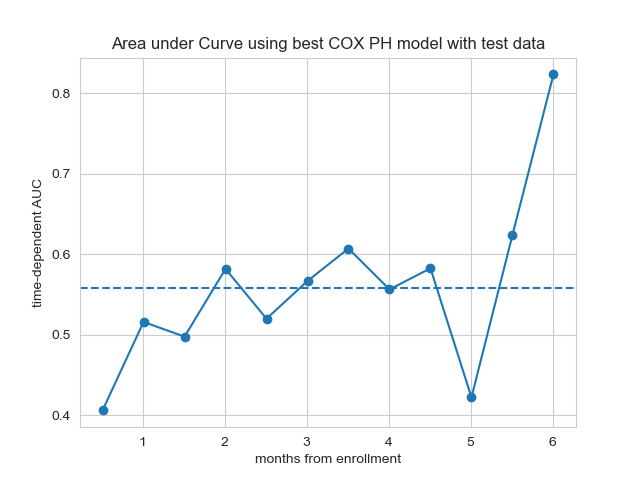 Area under Curve using best COX PH model with test data
time-dependent AUC
0.8
0.7
0.6
0.5
0.4
1 2 3 4 5 6
months from enrollment